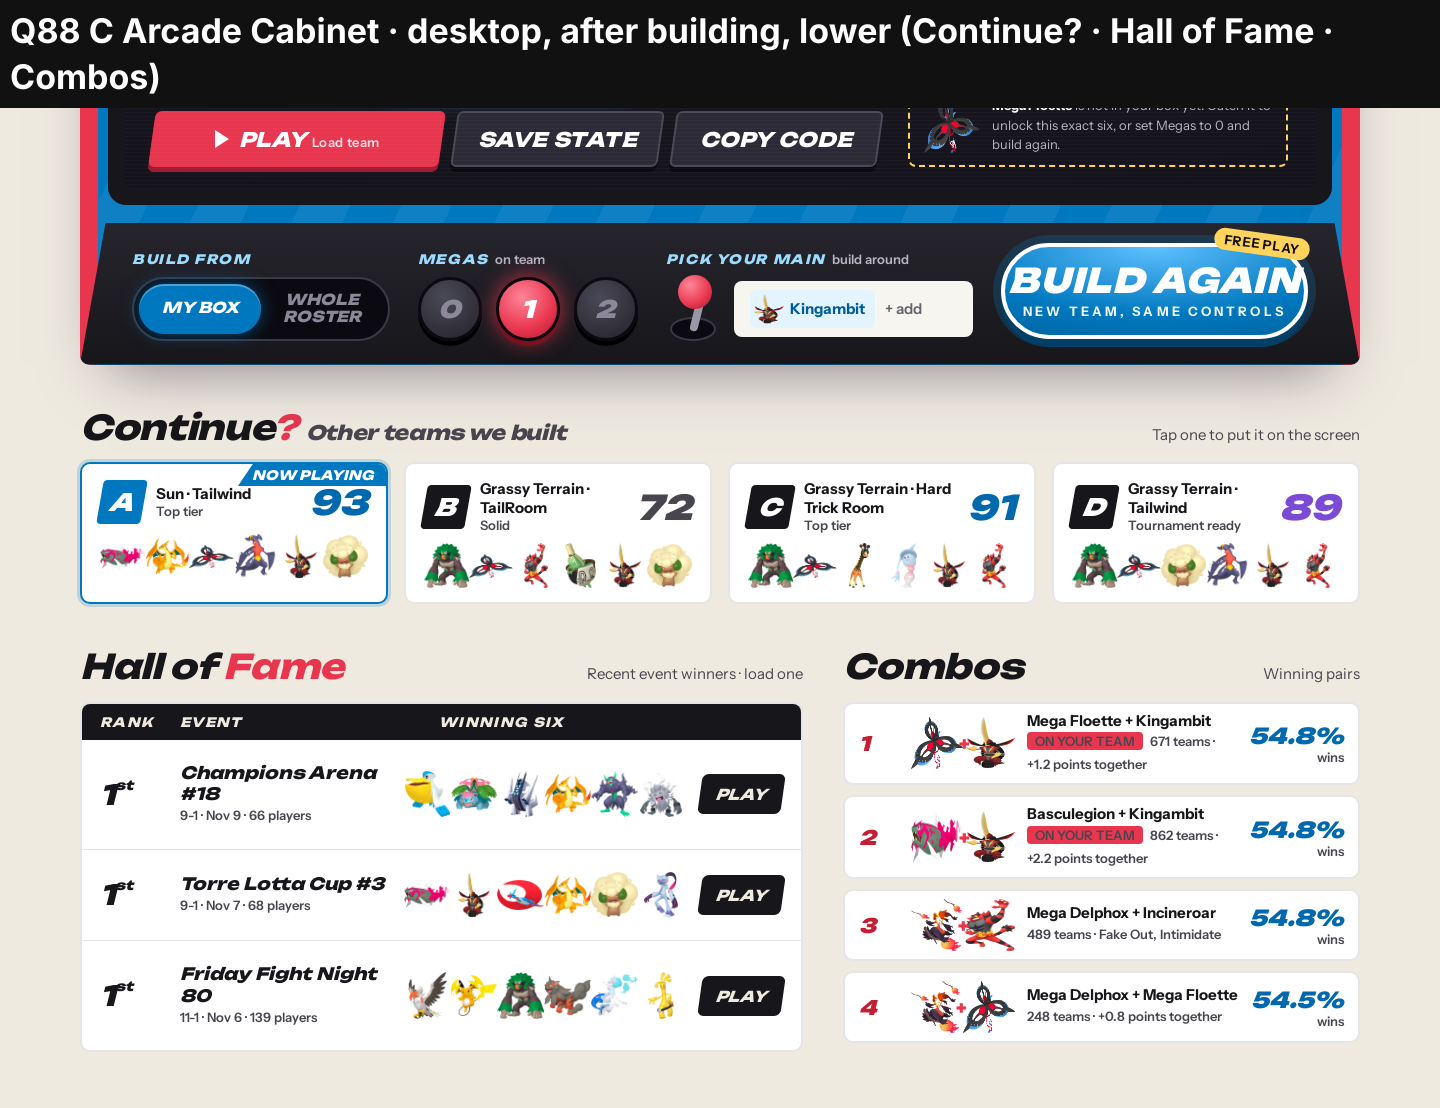 Q88 C Arcade Cabinet · desktop, after building, lower (Continue? · Hall of Fame ·
Combos)
unlock this exact six, or set Megas to 0 and
build again.
PLAY Load team
SAVE STATE
COPY CODE
FREE PLAY
BUILD FROM
MY BOX
WHOLE
ROSTER
MEGAS on team
0
1
2
PICK YOUR MAIN build around
Kingambit
+ add
BUILD AGAIN
NEW TEAM, SAME CONTROLS
Continue? Other teams we built
Tap one to put it on the screen
NOW PLAYING
A
Sun · Tailwind
Top tier
93
B
Grassy Terrain ·
TailRoom
Solid
72
C
Grassy Terrain · Hard
Trick Room
Top tier
91
D
Grassy Terrain ·
Tailwind
Tournament ready
89
Hall of Fame
Recent event winners · load one
RANK EVENT WINNING SIX
1st
Champions Arena
#18
9-1 · Nov 9 · 66 players
PLAY
1st
Torre Lotta Cup #3
9-1 · Nov 7 · 68 players
PLAY
1st
Friday Fight Night
80
11-1 · Nov 6 · 139 players
PLAY
Combos
Winning pairs
1
Mega Floette + Kingambit
ON YOUR TEAM 671 teams ·
+1.2 points together
54.8%
wins
2
Basculegion + Kingambit
ON YOUR TEAM 862 teams ·
+2.2 points together
54.8%
wins
3
Mega Delphox + Incineroar
489 teams · Fake Out, Intimidate
54.8%
wins
4
Mega Delphox + Mega Floette
248 teams · +0.8 points together
54.5%
wins